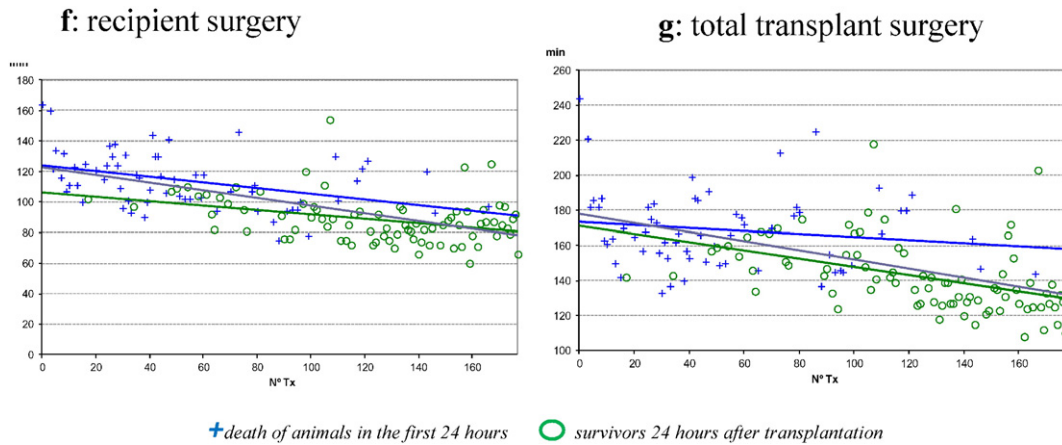 f: recipient surgery
g: total transplant surgery
min
180
160
140
120
100
80
60
40
20
0
0 20 40 60 80 100 120 140 160
Nº Tx
260
240
220
200
180
160
140
120
100
0 20 40 60 80 100 120 140 160
Nº Tx
+death of animals in the first 24 hours
survivors 24 hours after transplantation